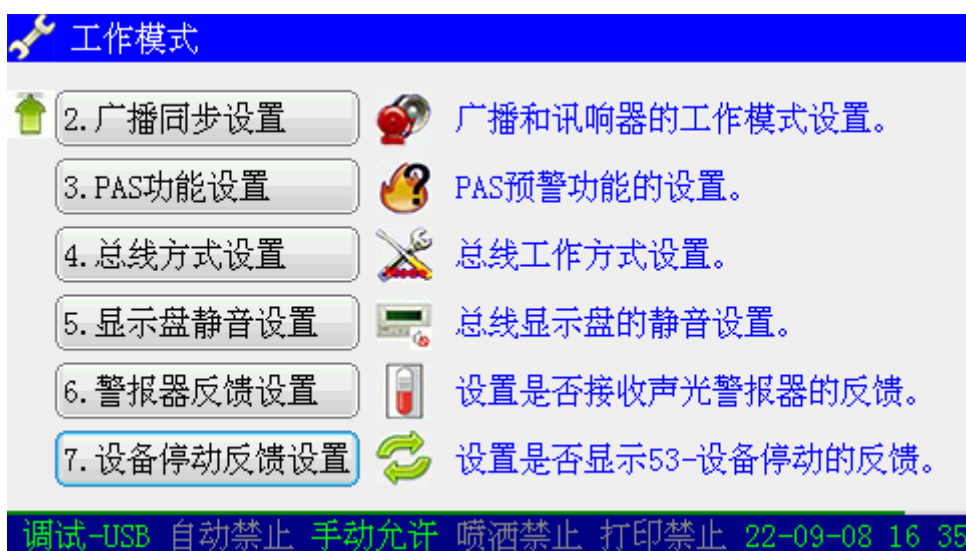 工作模式
2.广播同步设置 广播和讯响器的工作模式设置。
3.PAS功能设置 PAS预警功能的设置。
4.总线方式设置 总线工作方式设置。
5.显示盘静音设置 总线显示盘的静音设置。
6.警报器反馈设置 设置是否接收声光警报器的反馈。
7.设备停动反馈设置 设置是否显示53-设备停动的反馈。
调试-USB 自动禁止 手动允许 喷洒禁止 打印禁止 22-09-08 16 35